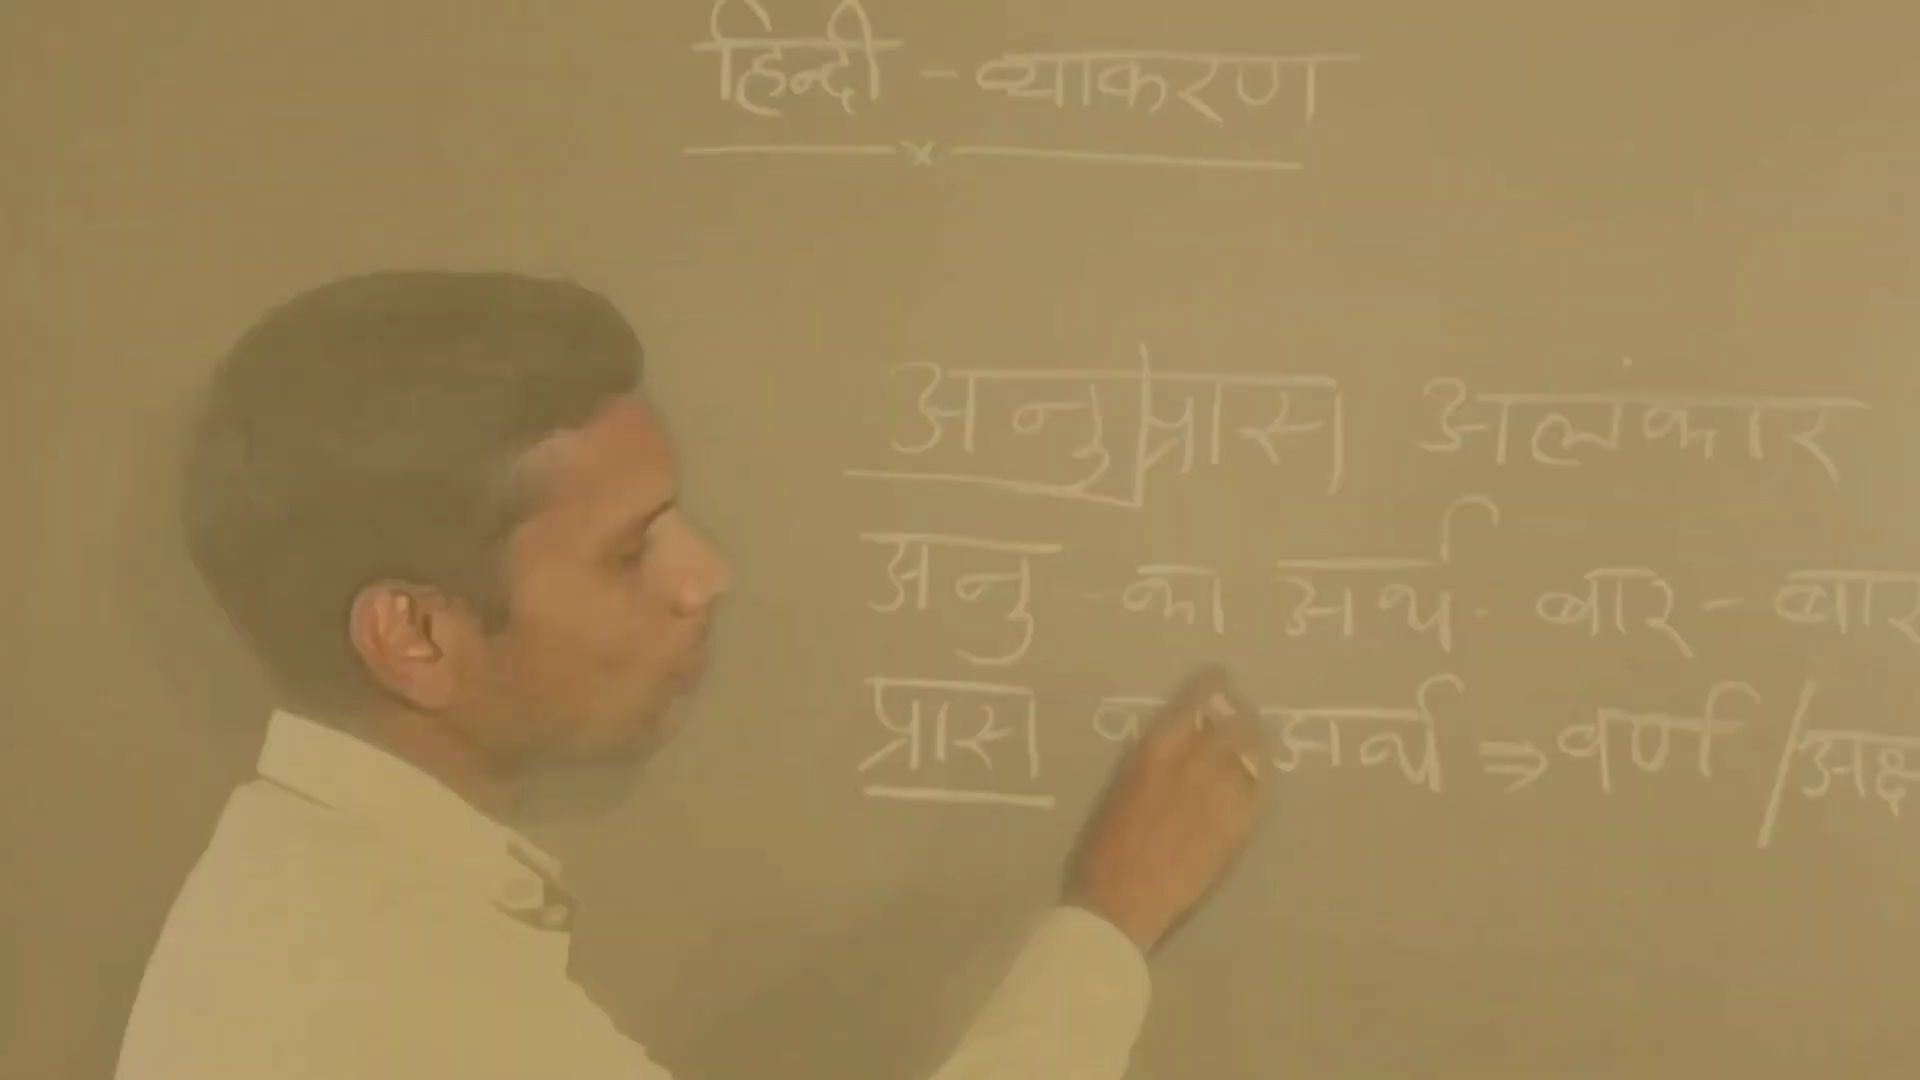 हिन्दी - व्याकरण
अनुप्रास अलंकार
अनु - का अर्थ बार - बार
प्रास का अर्थ ⇒ वर्ण /